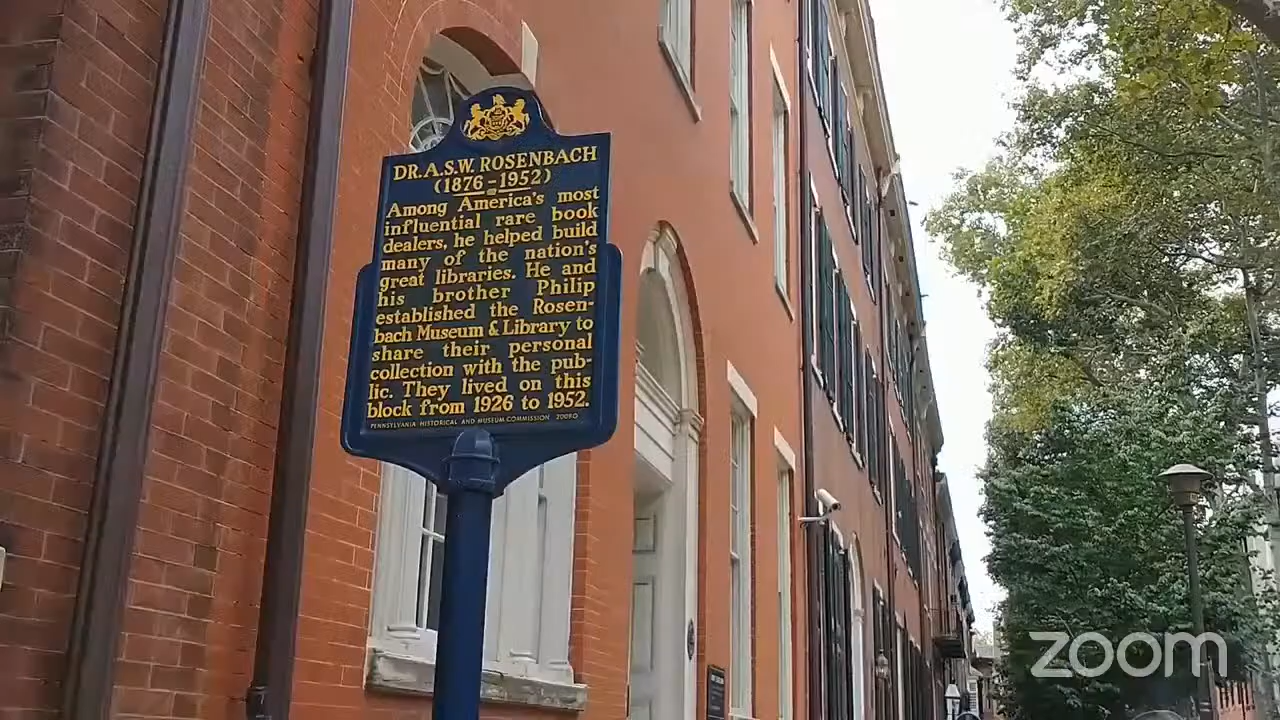 DR. A.S.W. ROSENBACH
(1876-1952)
Among America's most
influential rare book
dealers, he helped build
many of the nation's
great libraries. He and
his brother Philip
established the Rosen-
bach Museum & Library to
share their personal
collection with the pub-
lic. They lived on this
block from 1926 to 1952.
PENNSYLVANIA HISTORICAL AND MUSEUM COMMISSION 2008©
zoom